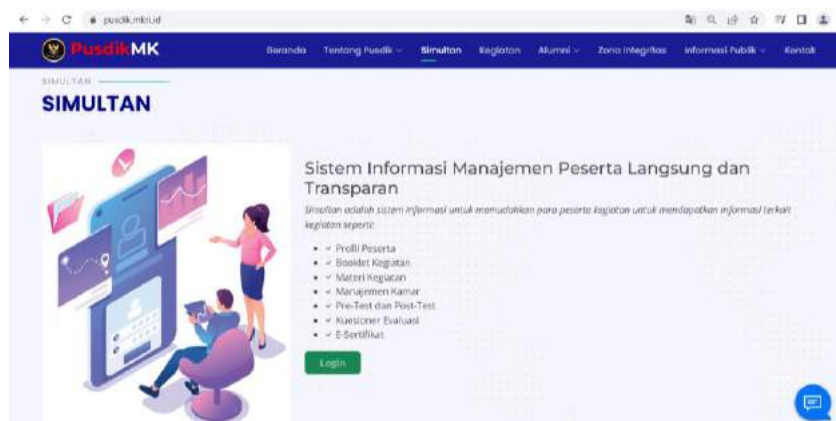 pusdik.mkri.id
PusdikMK
Beranda Tentang Pusdik Simultan Kegiatan Alumni Zona Integritas Informasi Publik Kontak
SIMULTAN
SIMULTAN
Sistem Informasi Manajemen Peserta Langsung dan
Transparan
Simultan adalah sistem informasi untuk memudahkan para peserta kegiatan untuk mendapatkan informasi terkait
kegiatan seperti:
Profil Peserta
Booklet Kegiatan
Materi Kegiatan
Manajemen Kamar
Pre-Test dan Post-Test
Kuesioner Evaluasi
E-Sertifikat
Login